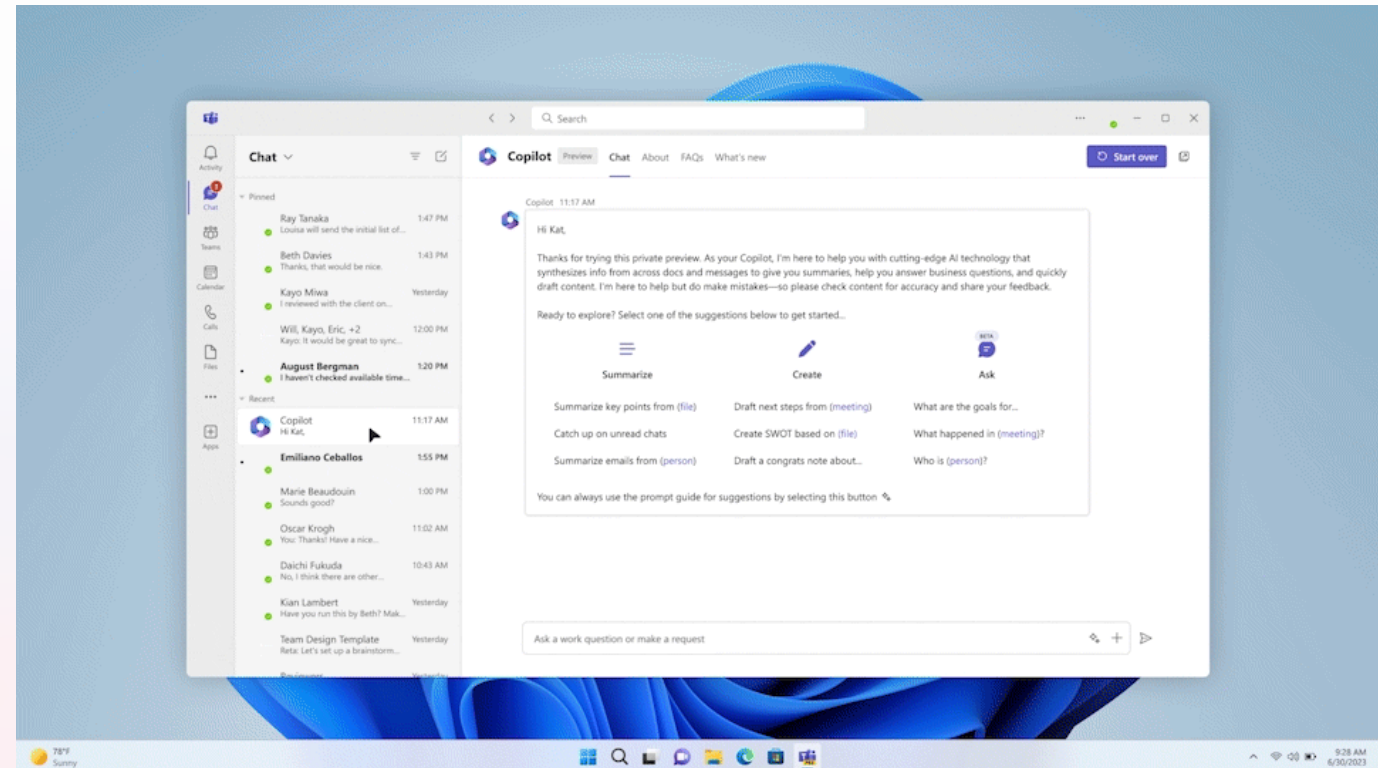 Search
Activity
Chat
Teams
Calendar
Calls
Files
Apps
Chat
Pinned
Ray Tanaka 1:47 PM
Louisa will send the initial list of...
Beth Davies 1:43 PM
Thanks, that would be nice.
Kayo Miwa Yesterday
I reviewed with the client on...
Will, Kayo, Eric, +2 12:00 PM
Kayo: It would be great to sync...
August Bergman 1:20 PM
I haven't checked available time...
Recent
Copilot 11:17 AM
Hi Kat,
Emiliano Ceballos 1:55 PM
Marie Beaudouin 1:00 PM
Sounds good?
Oscar Krogh 11:02 AM
You: Thanks! Have a nice...
Daichi Fukuda 10:43 AM
No, I think there are other...
Kian Lambert Yesterday
Have you run this by Beth? Mak...
Team Design Template Yesterday
Reta: Let's set up a brainstorm...
Copilot Preview Chat About FAQs What's new Start over
Copilot 11:17 AM
Hi Kat,
Thanks for trying this private preview. As your Copilot, I'm here to help you with cutting-edge AI technology that
synthesizes info from across docs and messages to give you summaries, help you answer business questions, and quickly
draft content. I'm here to help but do make mistakes—so please check content for accuracy and share your feedback.
Ready to explore? Select one of the suggestions below to get started...
BETA
Summarize Create Ask
Summarize key points from (file) Draft next steps from (meeting) What are the goals for...
Catch up on unread chats Create SWOT based on (file) What happened in (meeting)?
Summarize emails from (person) Draft a congrats note about... Who is (person)?
You can always use the prompt guide for suggestions by selecting this button
Ask a work question or make a request
78°F
Sunny
9:28 AM
6/30/2023